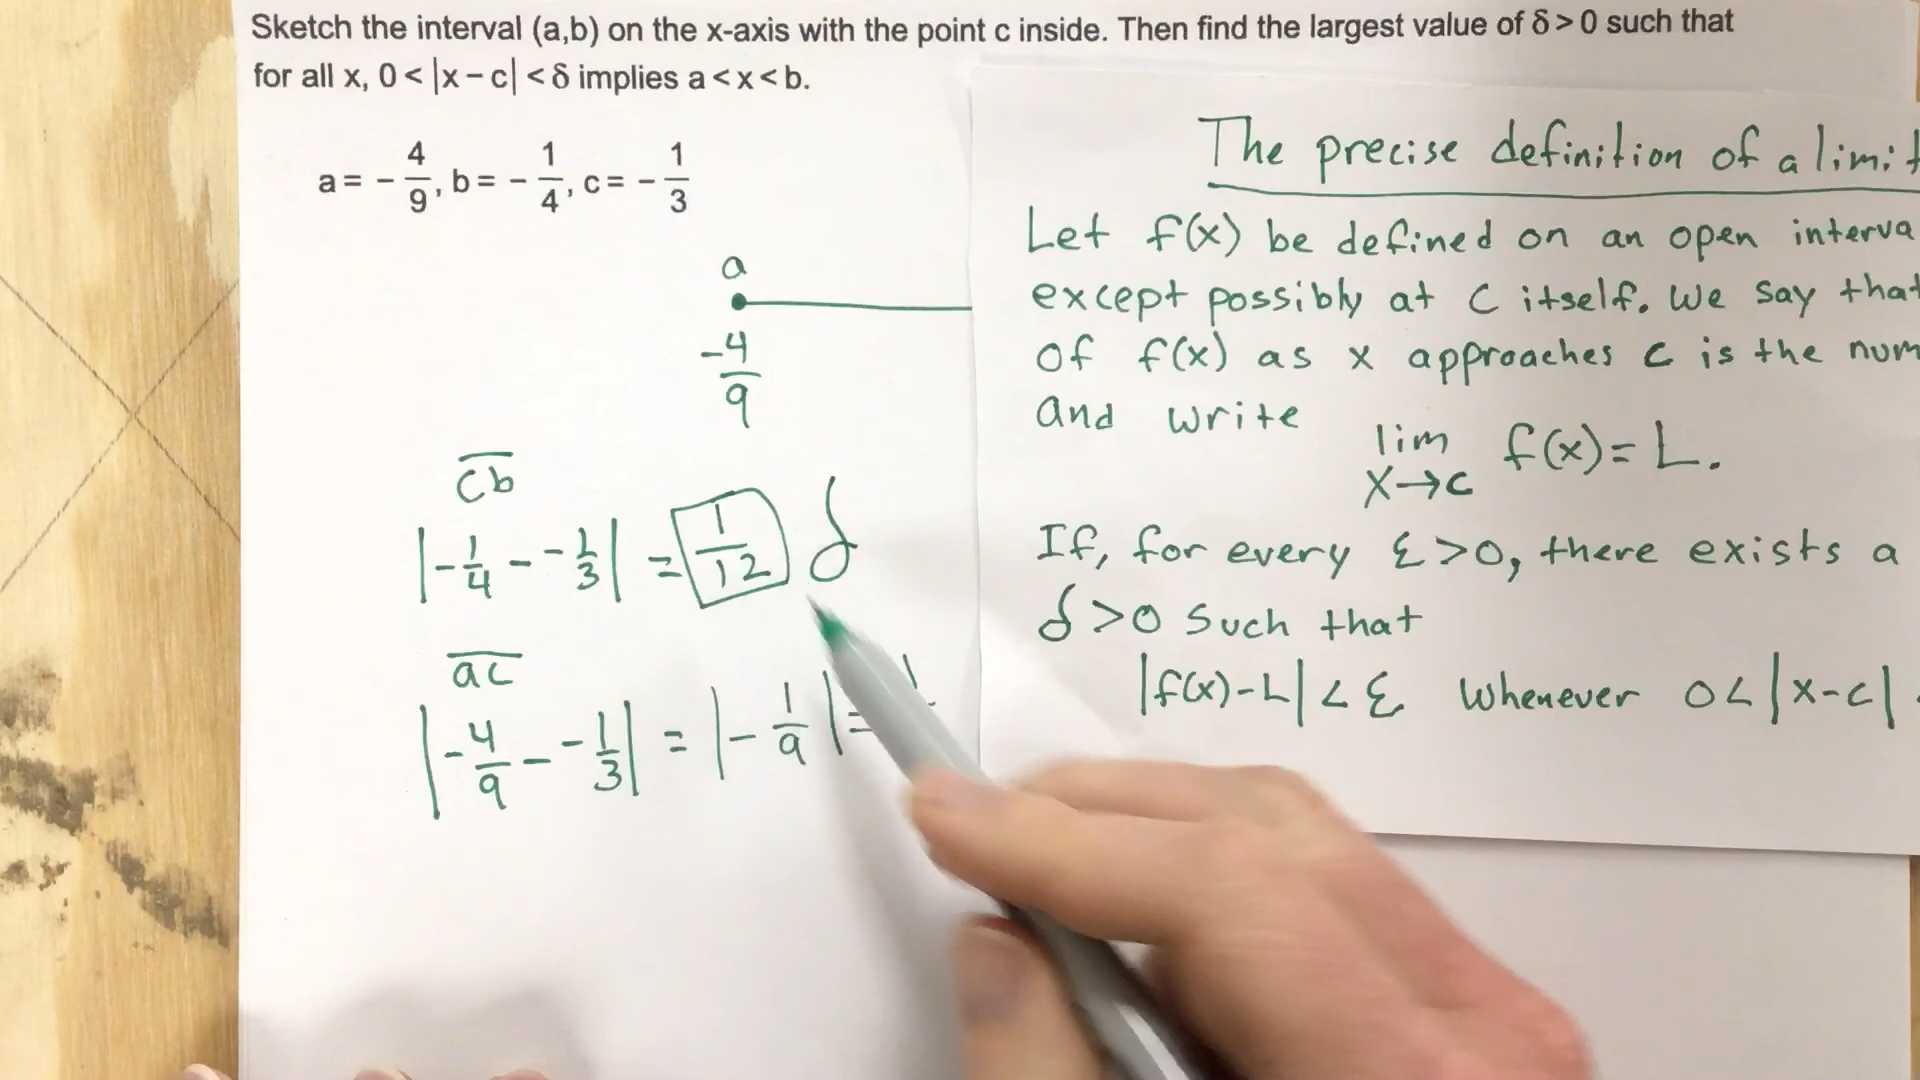 Sketch the interval (a,b) on the x-axis with the point c inside. Then find the largest value of δ > 0 such that
for all x, 0 < |x − c| < δ implies a < x < b.
a = − 4/9, b = − 1/4, c = − 1/3
a
-4/9
cb
|-1/4 - -1/3| = 1/12 δ
ac
|-4/9 - -1/3| = |-1/9| =
The precise definition of a limit
Let f(x) be defined on an open
except possibly at c itself. We say that
of f(x) as x approaches c is the
and write
lim x→c f(x) = L.
If, for every ε>0, there exists a
δ>0 such that
|f(x)-L| < ε whenever 0<|x-c|